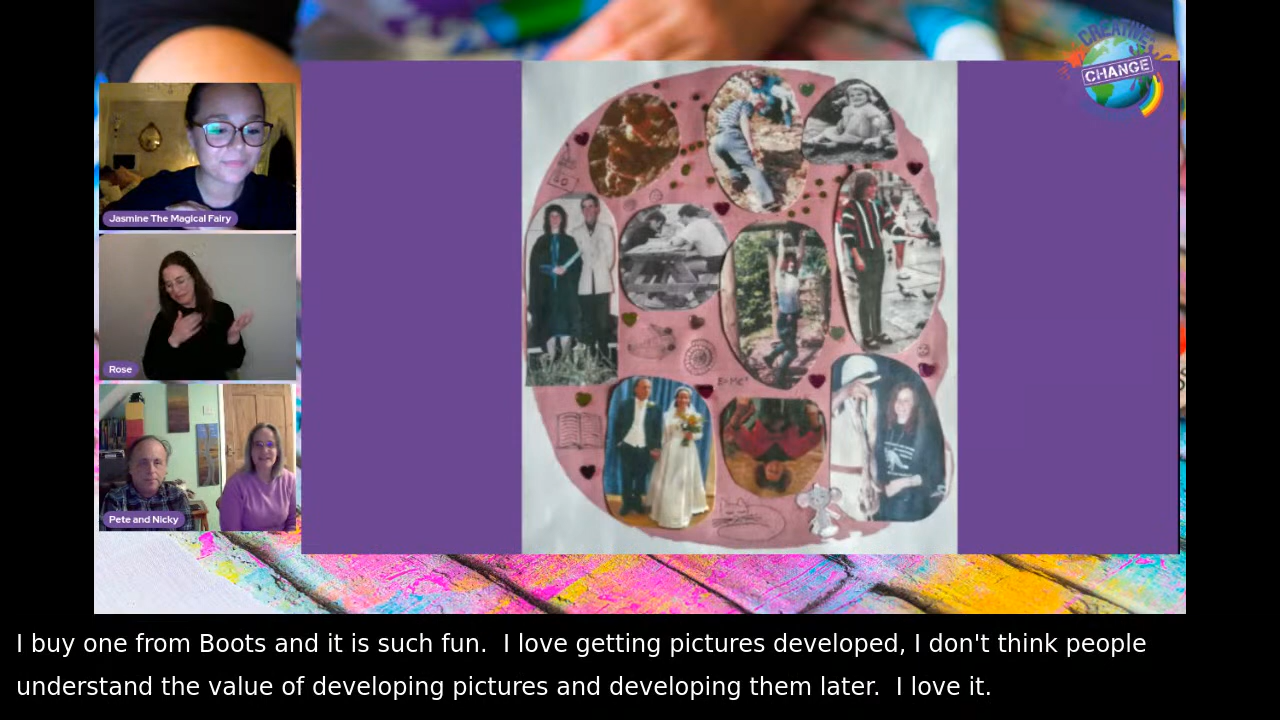 CREATIVE
CHANGE
Jasmine The Magical Fairy
50
Rose
E=MC²
Pete and Nicky
I buy one from Boots and it is such fun.  I love getting pictures developed, I don't think people
understand the value of developing pictures and developing them later.  I love it.